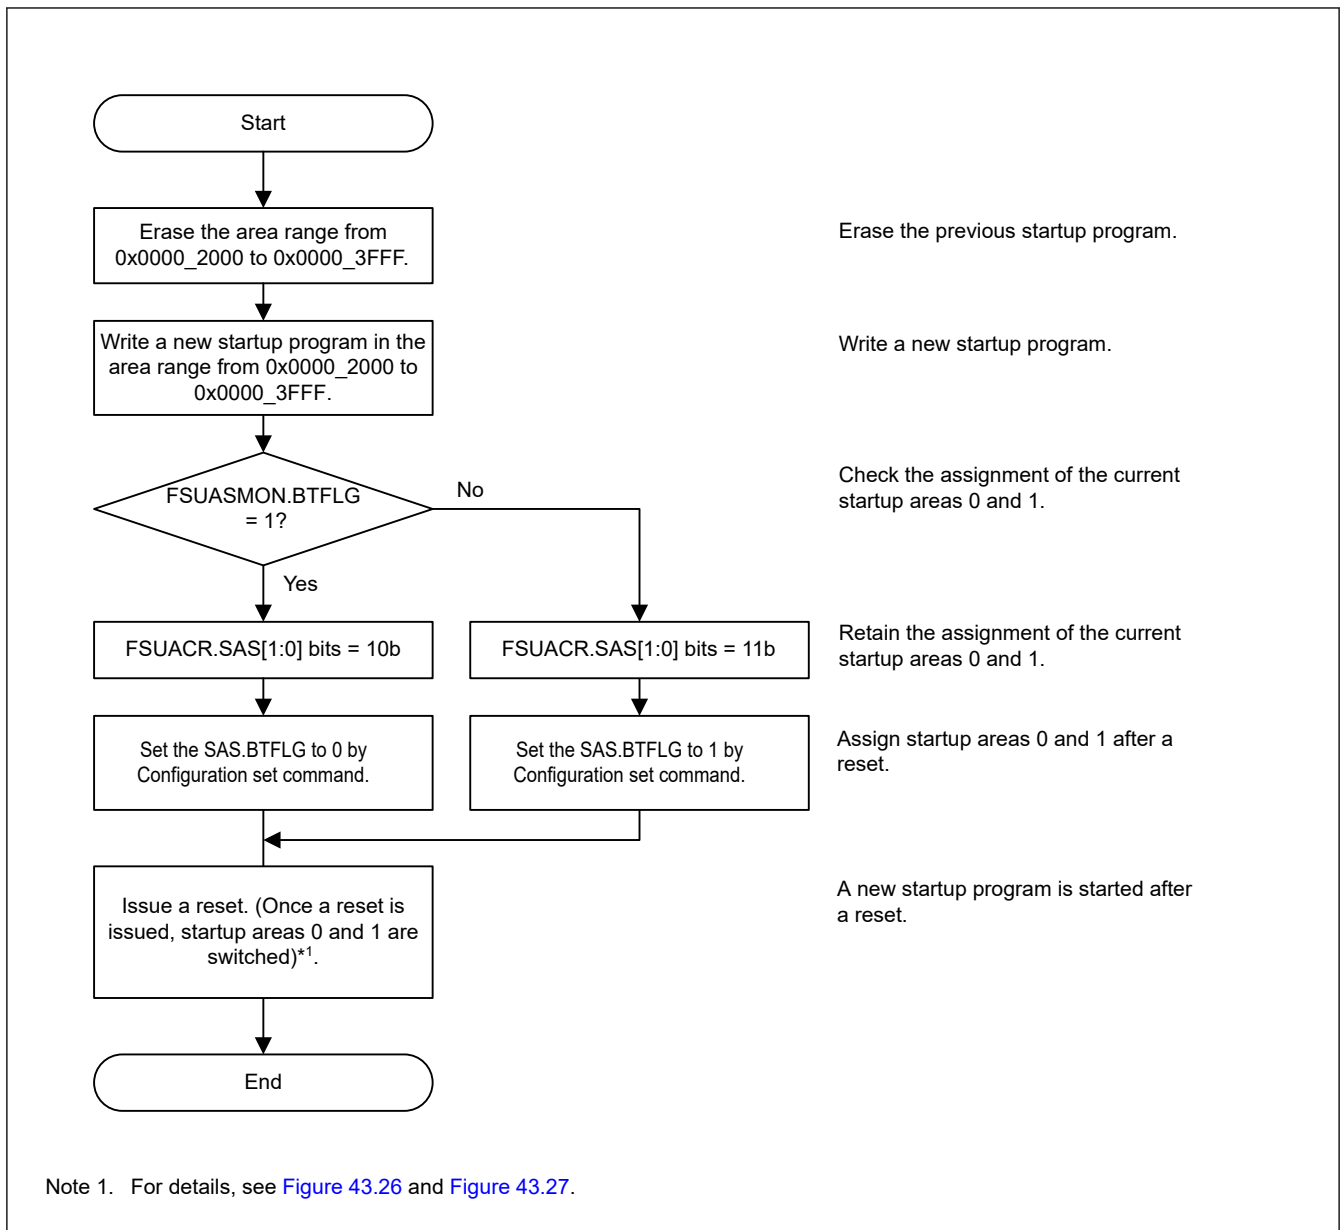 Start
Erase the area range from
0x0000_2000 to 0x0000_3FFF.
Erase the previous startup program.
Write a new startup program in the
area range from 0x0000_2000 to
0x0000_3FFF.
Write a new startup program.
FSUASMON.BTFLG
= 1?
No
Yes
Check the assignment of the current
startup areas 0 and 1.
FSUACR.SAS[1:0] bits = 10b
FSUACR.SAS[1:0] bits = 11b
Retain the assignment of the current
startup areas 0 and 1.
Set the SAS.BTFLG to 0 by
Configuration set command.
Set the SAS.BTFLG to 1 by
Configuration set command.
Assign startup areas 0 and 1 after a
reset.
Issue a reset. (Once a reset is
issued, startup areas 0 and 1 are
switched)*1.
A new startup program is started after
a reset.
End
Note 1. For details, see Figure 43.26 and Figure 43.27.